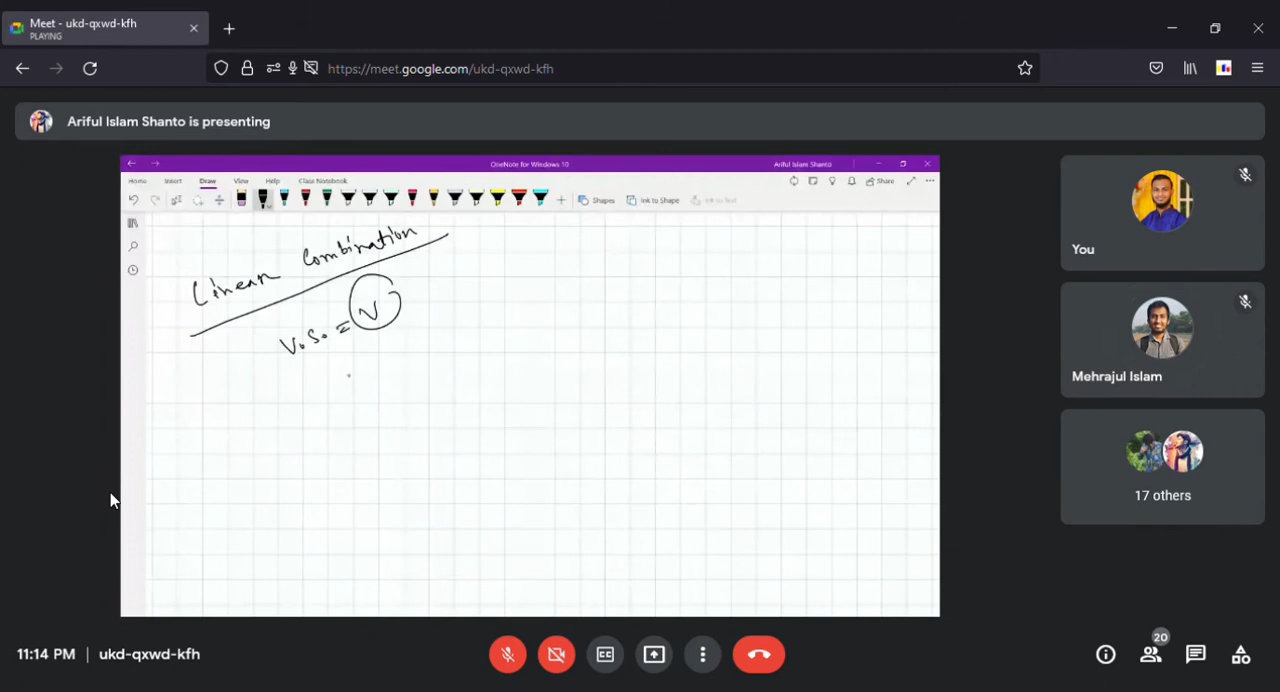 Meet - ukd-qxwd-kfh
PLAYING
https://meet.google.com/ukd-qxwd-kfh
Ariful Islam Shanto is presenting
OneNote for Windows 10
Ariful Islam Shanto
Home Insert Draw View Help Class Notebook
Share
Shapes Ink to Shape Ink to Text
Linear Combination
V.S. = V
You
Mehrajul Islam
17 others
11:14 PM | ukd-qxwd-kfh
CC
20